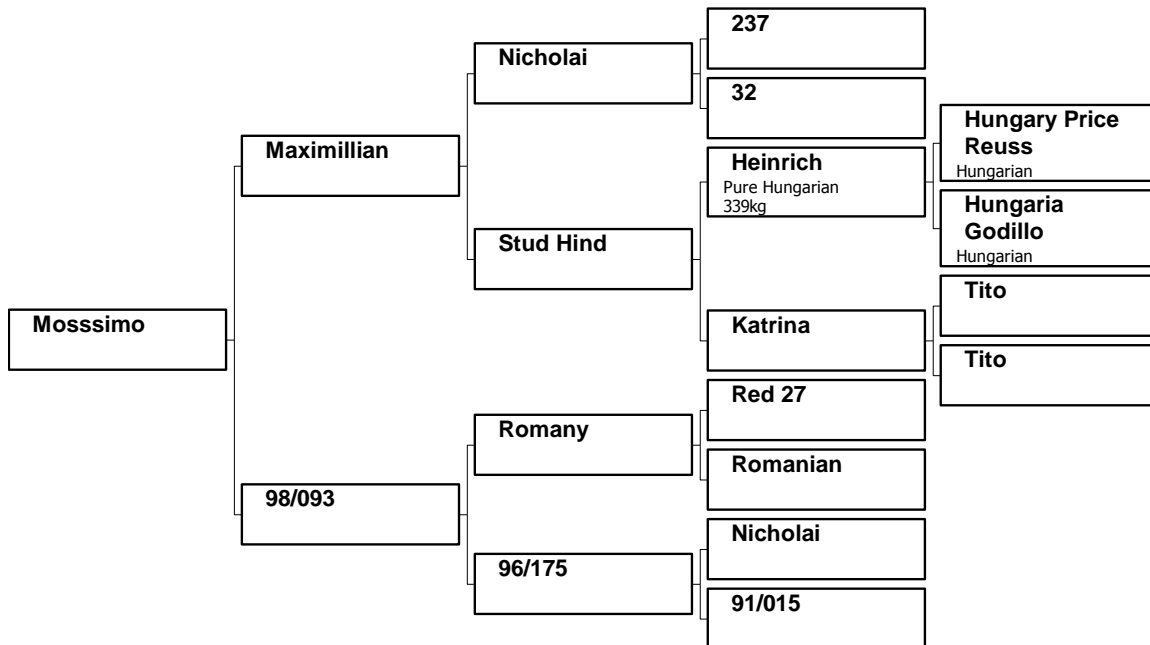 237
Nicholai
32
Hungary Price
Reuss
Hungarian
Maximillian
Heinrich
Pure Hungarian
339kg
Hungaria
Godillo
Hungarian
Stud Hind
Tito
Mosssimo
Katrina
Tito
Red 27
Romany
Romanian
98/093
Nicholai
96/175
91/015